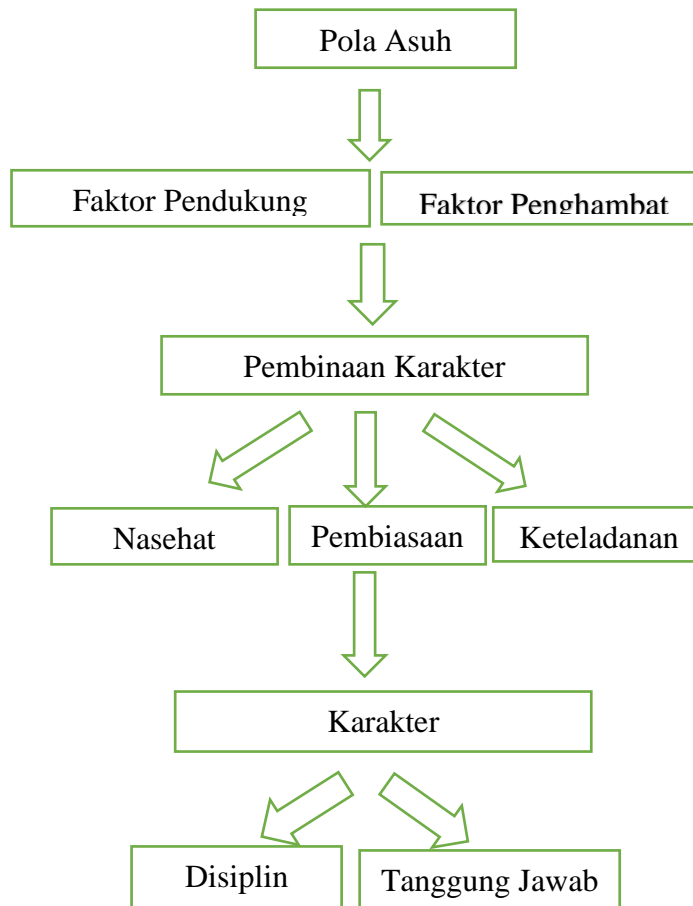 Pola Asuh
Faktor Pendukung
Faktor Penghambat
Pembinaan Karakter
Nasehat
Pembiasaan
Keteladanan
Karakter
Disiplin
Tanggung Jawab